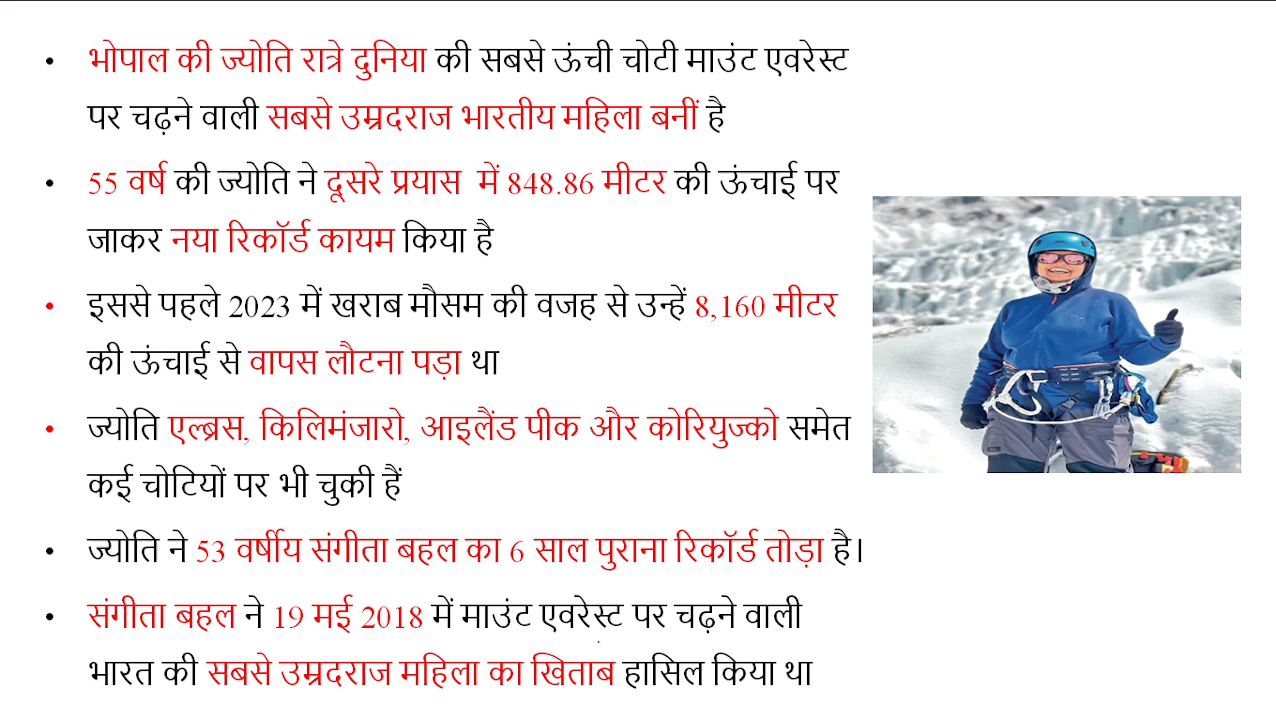 • भोपाल की ज्योति रात्रे दुनिया की सबसे ऊंची चोटी माउंट एवरेस्ट
पर चढ़ने वाली सबसे उम्रदराज भारतीय महिला बनीं है
• 55 वर्ष की ज्योति ने दूसरे प्रयास में 848.86 मीटर की ऊंचाई पर
जाकर नया रिकॉर्ड कायम किया है
• इससे पहले 2023 में खराब मौसम की वजह से उन्हें 8,160 मीटर
की ऊंचाई से वापस लौटना पड़ा था
• ज्योति एल्ब्रस, किलिमंजारो, आइलैंड पीक और कोरियुज्को समेत
कई चोटियों पर भी चुकी हैं
• ज्योति ने 53 वर्षीय संगीता बहल का 6 साल पुराना रिकॉर्ड तोड़ा है।
• संगीता बहल ने 19 मई 2018 में माउंट एवरेस्ट पर चढ़ने वाली
भारत की सबसे उम्रदराज महिला का खिताब हासिल किया था